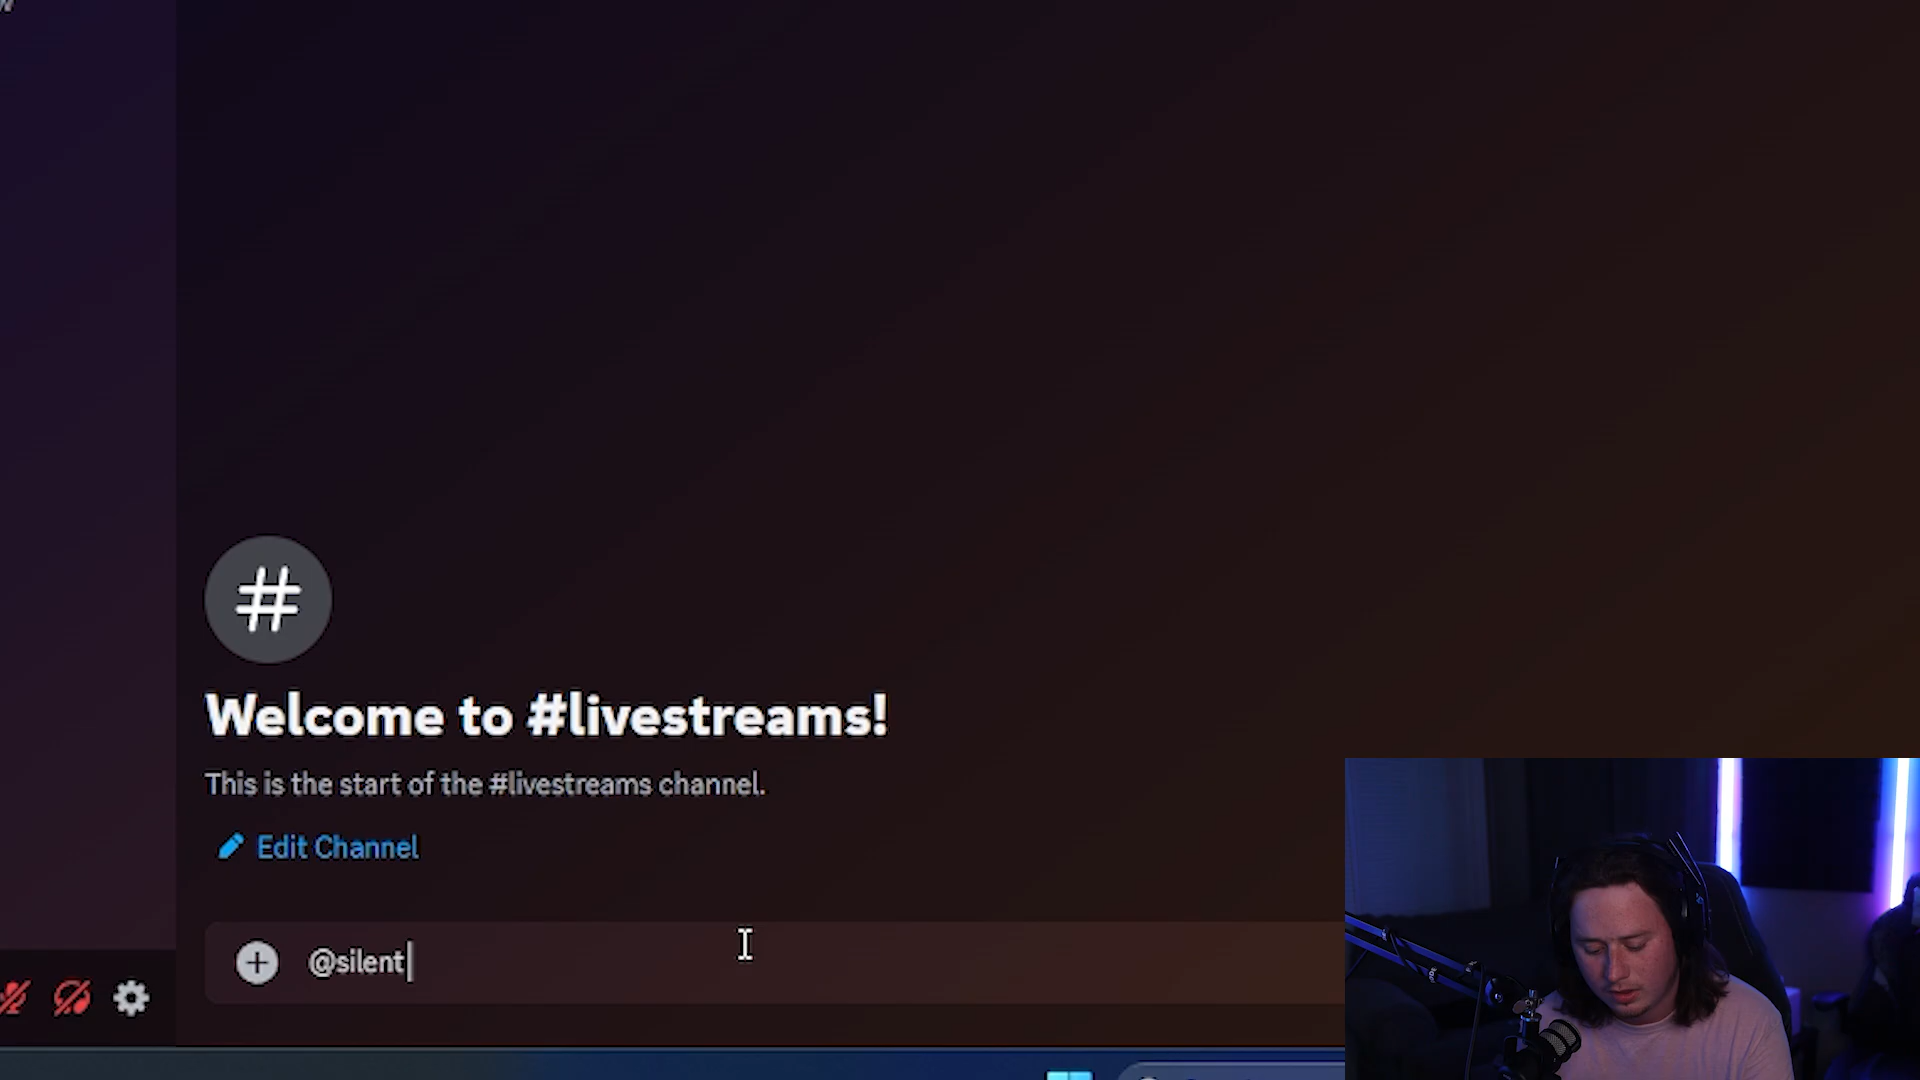 #
Welcome to #livestreams!
This is the start of the #livestreams channel.
Edit Channel
@silent